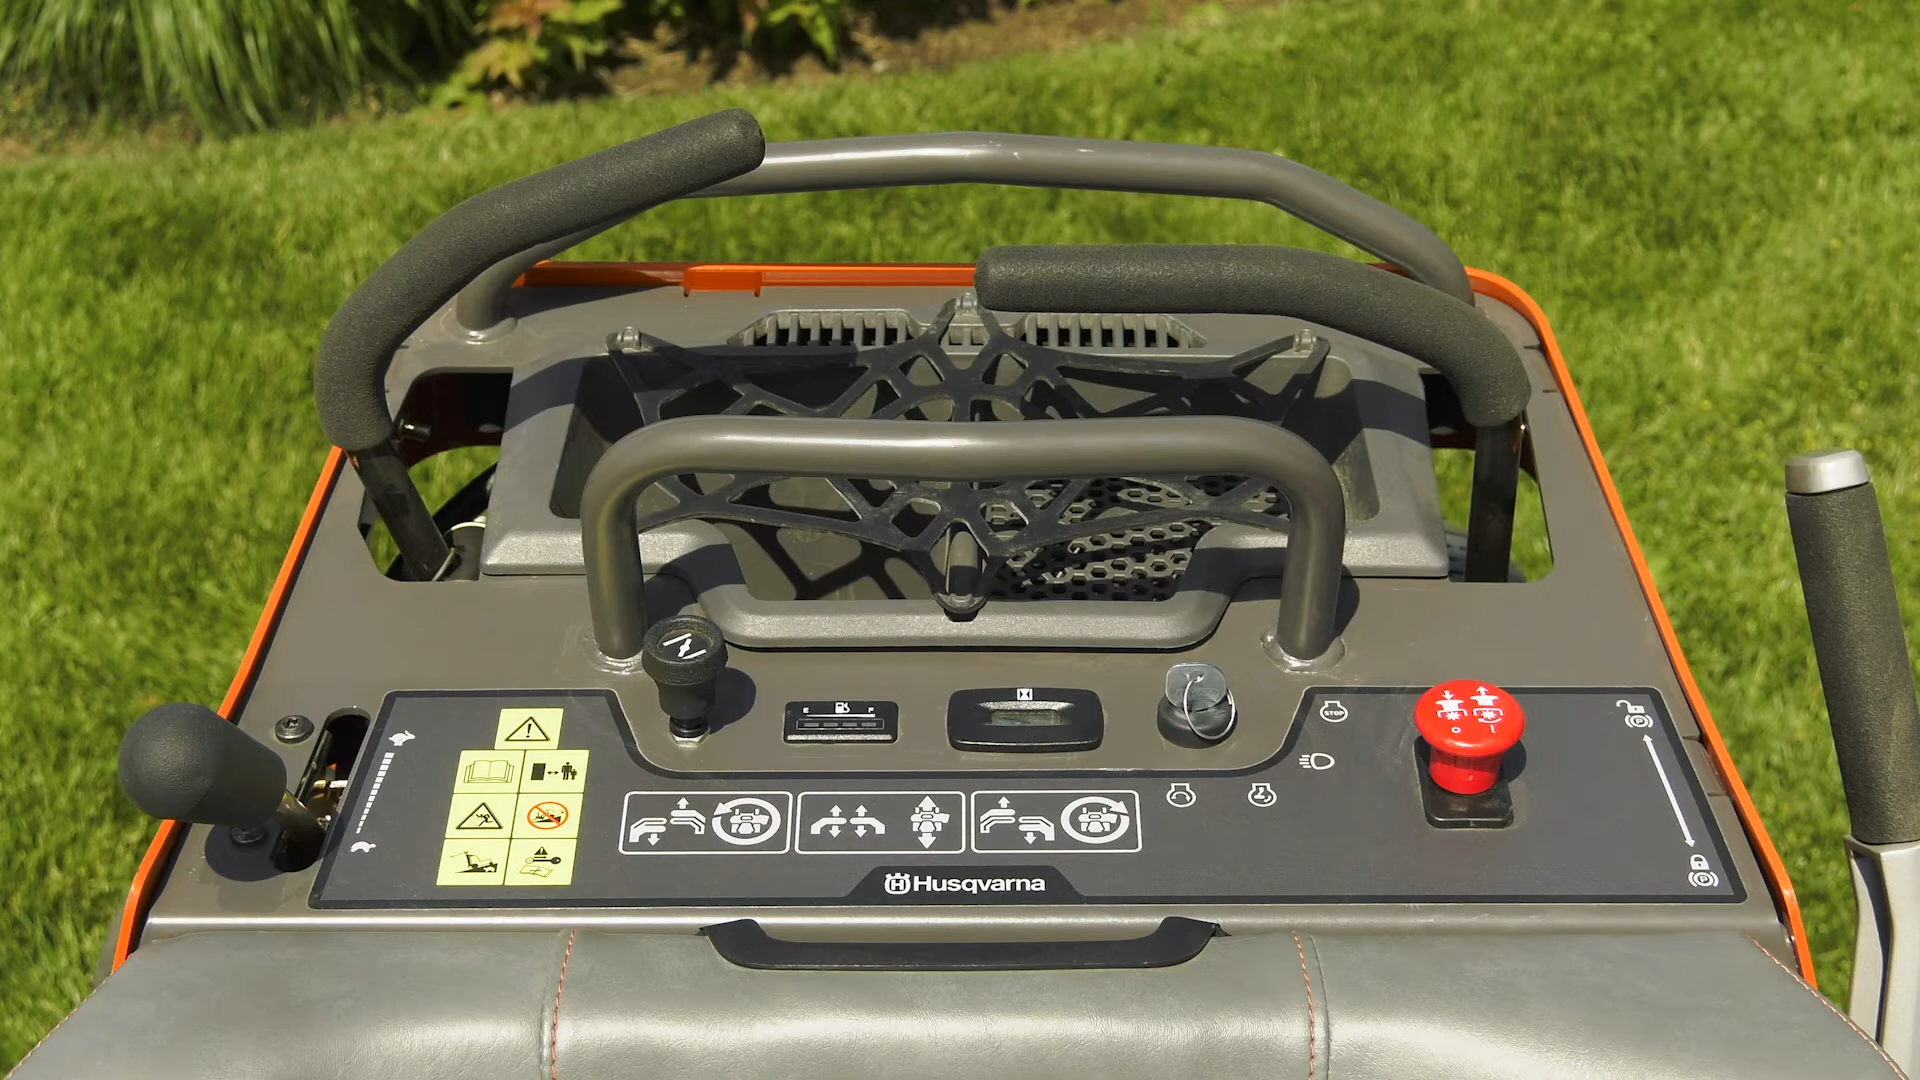 E F
STOP
O I
P
Husqvarna
P